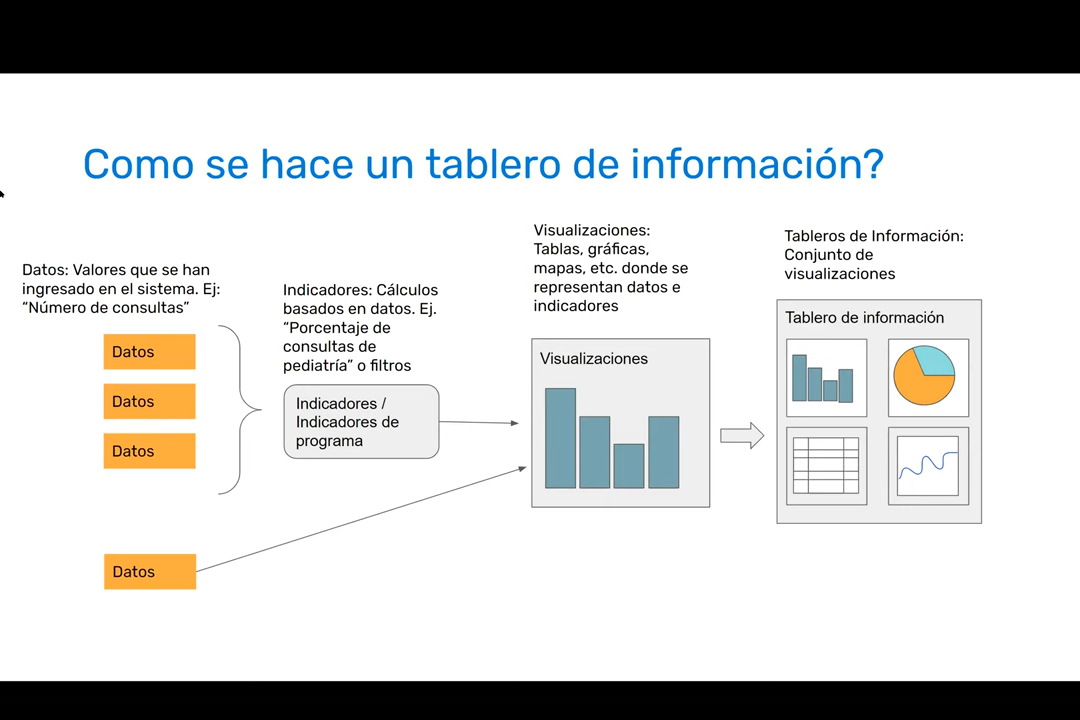 Como se hace un tablero de información?
Datos: Valores que se han
ingresado en el sistema. Ej:
“Número de consultas”
Datos
Datos
Datos
Datos
Indicadores: Cálculos
basados en datos. Ej.
“Porcentaje de
consultas de
pediatría” o filtros
Indicadores /
Indicadores de
programa
Visualizaciones:
Tablas, gráficas,
mapas, etc. donde se
representan datos e
indicadores
Visualizaciones
Tableros de Información:
Conjunto de
visualizaciones
Tablero de información